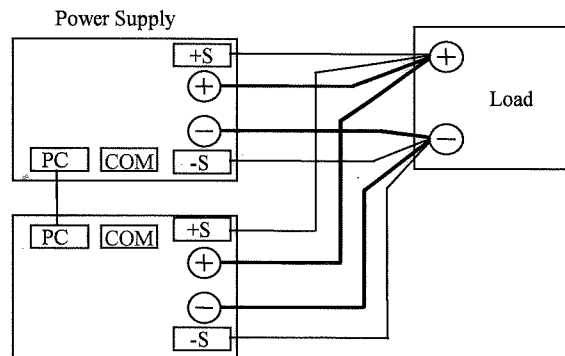 Power Supply
+S
+
−
-S
PC COM
+
−
Load
PC COM
+S
+
−
-S